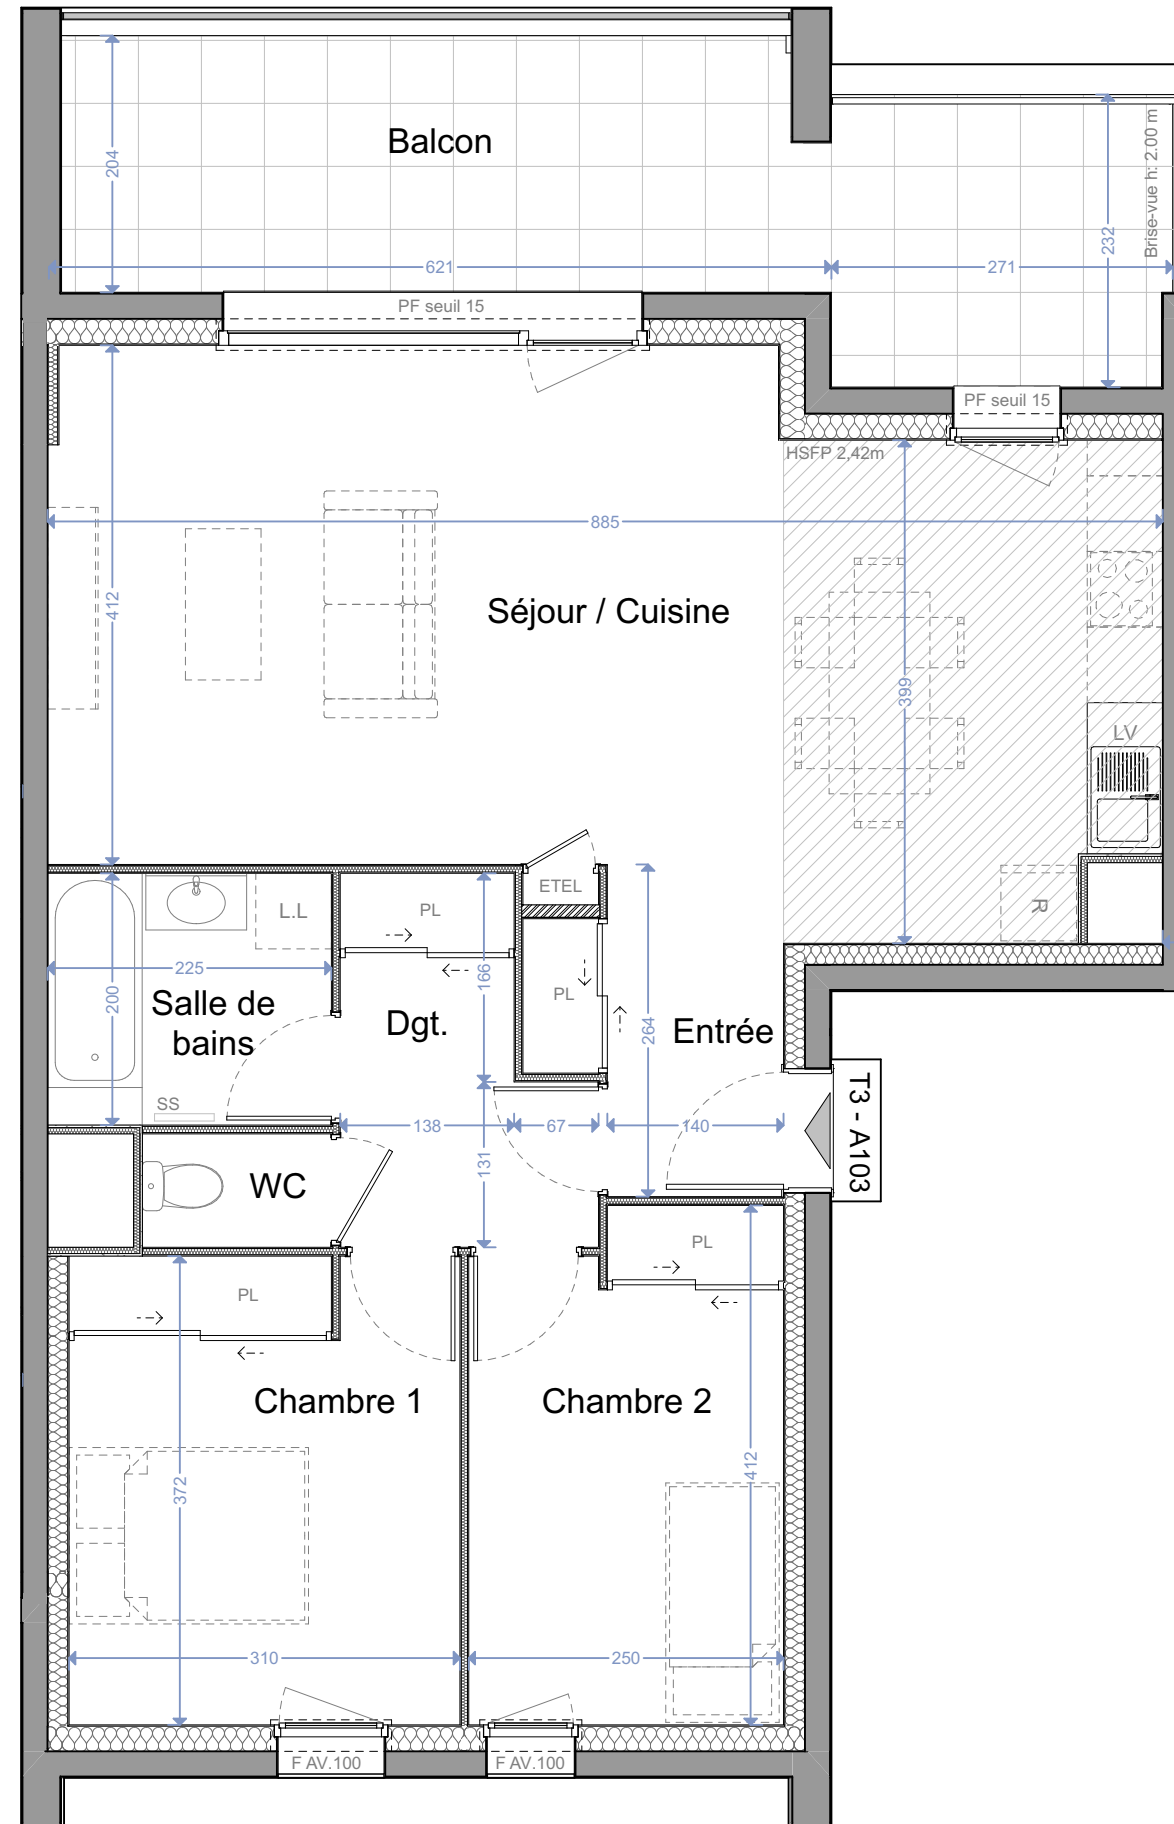 Balcon
204
Brise-vue h: 2.00 m
232
621
271
PF seuil 15
PF seuil 15
HSFP 2,42m
885
412
Séjour / Cuisine
399
LV
ETEL
PL
L.L
R
225
200
166
PL
Salle de
bains
Dgt.
264
Entrée
T3 - A103
SS
138
67
140
131
WC
PL
PL
Chambre 1
Chambre 2
372
412
310
250
F AV.100
F AV.100